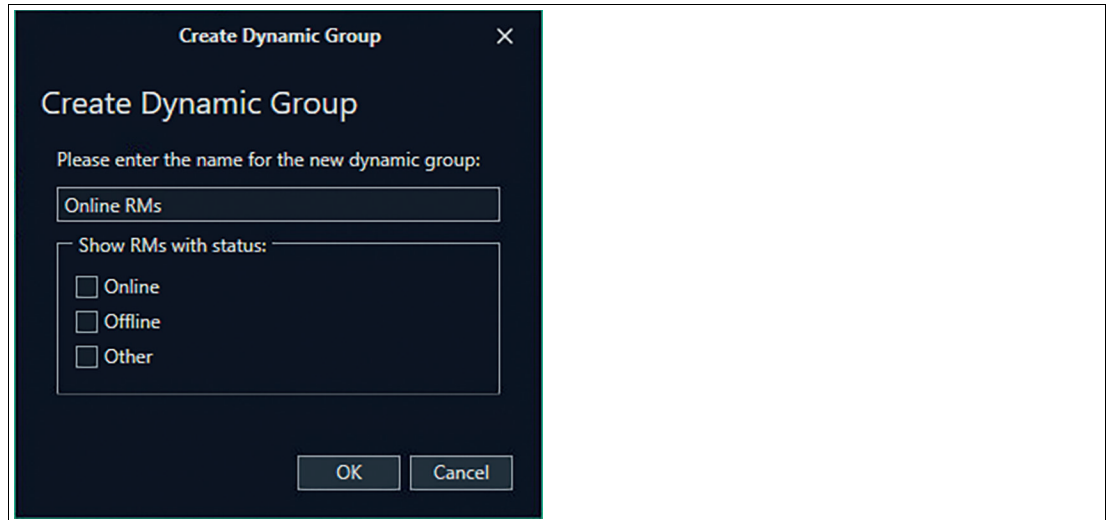 Create Dynamic Group
Create Dynamic Group
Please enter the name for the new dynamic group:
Online RMs
Show RMs with status:
Online
Offline
Other
OK
Cancel